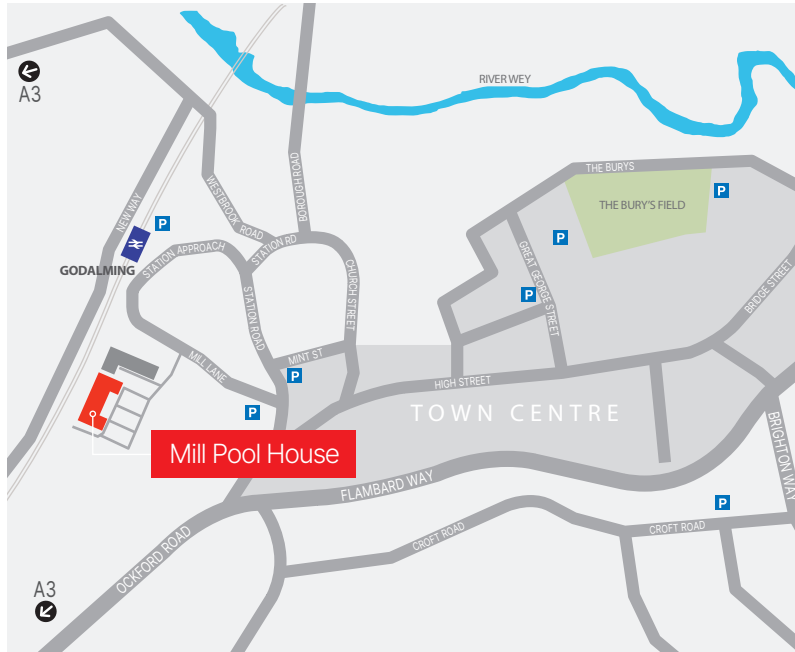 RIVER WEY
A3
THE BURYS
P
THE BURY'S FIELD
WESTBROOK ROAD
BOROUGH ROAD
NEW WAY
P
P
STATION RD
STATION APPROACH
GREAT GEORGE STREET
GODALMING
CHURCH STREET
BRIDGE STREET
P
P
STATION ROAD
MINT ST
MILL LANE
P
HIGH STREET
P
TOWN CENTRE
BRIGHTON WAY
Mill Pool House
FLAMBARD WAY
P
CROFT ROAD
CROFT ROAD
OCKFORD ROAD
A3